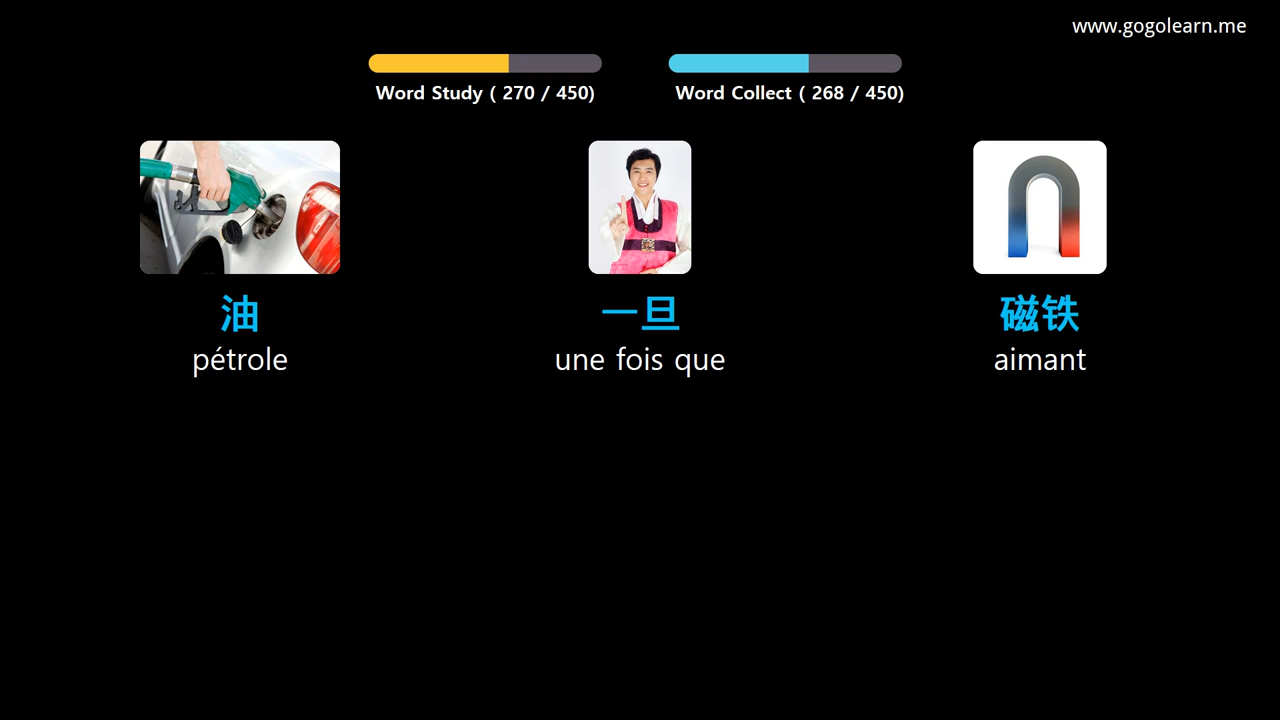 www.gogolearn.me
Word Study ( 270 / 450)
Word Collect ( 268 / 450)
油
pétrole
一旦
une fois que
磁铁
aimant